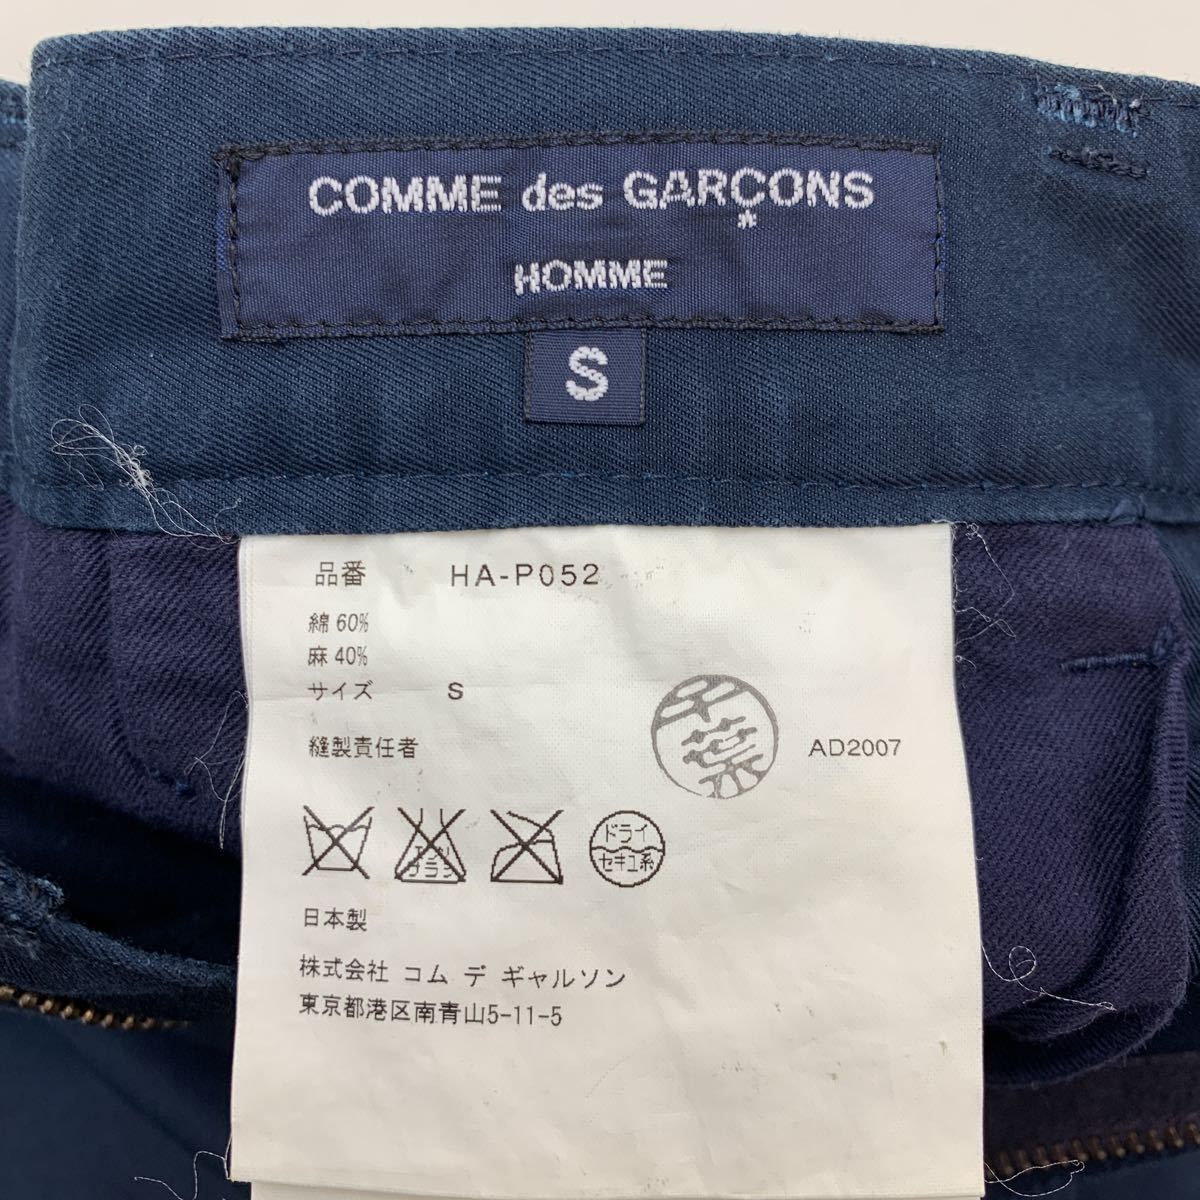 COMME des GARÇONS
HOMME
S
品番 HA-P052
綿 60%
麻 40%
サイズ S
縫製責任者
千葉
AD2007
ドライ
セキユ系
日本製
株式会社 コム デ ギャルソン
東京都港区南青山5-11-5